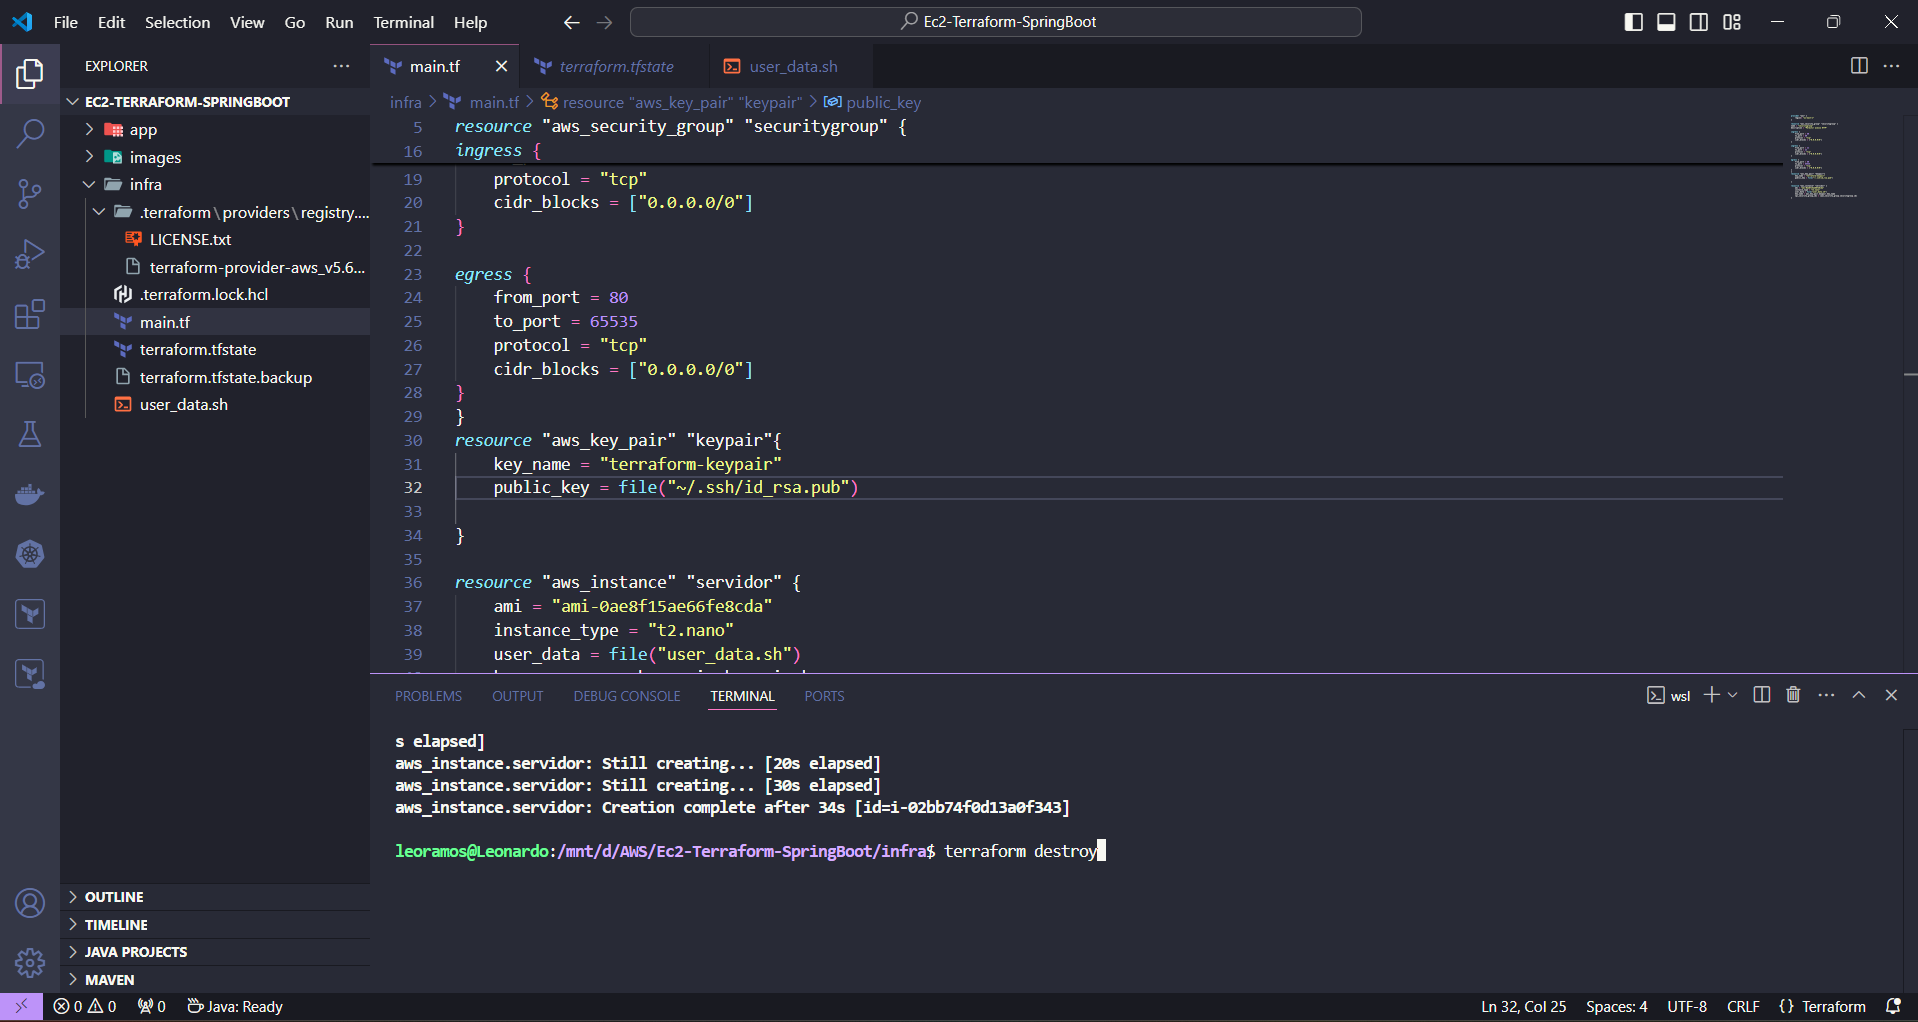 File Edit Selection View Go Run Terminal Help
Ec2-Terraform-SpringBoot
EXPLORER
EC2-TERRAFORM-SPRINGBOOT
app
images
infra
.terraform\providers\registry....
LICENSE.txt
terraform-provider-aws_v5.6...
.terraform.lock.hcl
main.tf
terraform.tfstate
terraform.tfstate.backup
user_data.sh
OUTLINE
TIMELINE
JAVA PROJECTS
MAVEN
main.tf terraform.tfstate user_data.sh
infra > main.tf > resource "aws_key_pair" "keypair" > public_key
5 resource "aws_security_group" "securitygroup" {
16 ingress {
19 protocol = "tcp"
20 cidr_blocks = ["0.0.0.0/0"]
21 }
22
23 egress {
24 from_port = 80
25 to_port = 65535
26 protocol = "tcp"
27 cidr_blocks = ["0.0.0.0/0"]
28 }
29 }
30 resource "aws_key_pair" "keypair"{
31 key_name = "terraform-keypair"
32 public_key = file("~/.ssh/id_rsa.pub")
33
34 }
35
36 resource "aws_instance" "servidor" {
37 ami = "ami-0ae8f15ae66fe8cda"
38 instance_type = "t2.nano"
39 user_data = file("user_data.sh")
PROBLEMS OUTPUT DEBUG CONSOLE TERMINAL PORTS
wsl
s elapsed]
aws_instance.servidor: Still creating... [20s elapsed]
aws_instance.servidor: Still creating... [30s elapsed]
aws_instance.servidor: Creation complete after 34s [id=i-02bb74f0d13a0f343]
leoramos@Leonardo:/mnt/d/AWS/Ec2-Terraform-SpringBoot/infra$ terraform destroy
0 0 0 Java: Ready
Ln 32, Col 25 Spaces: 4 UTF-8 CRLF {} Terraform